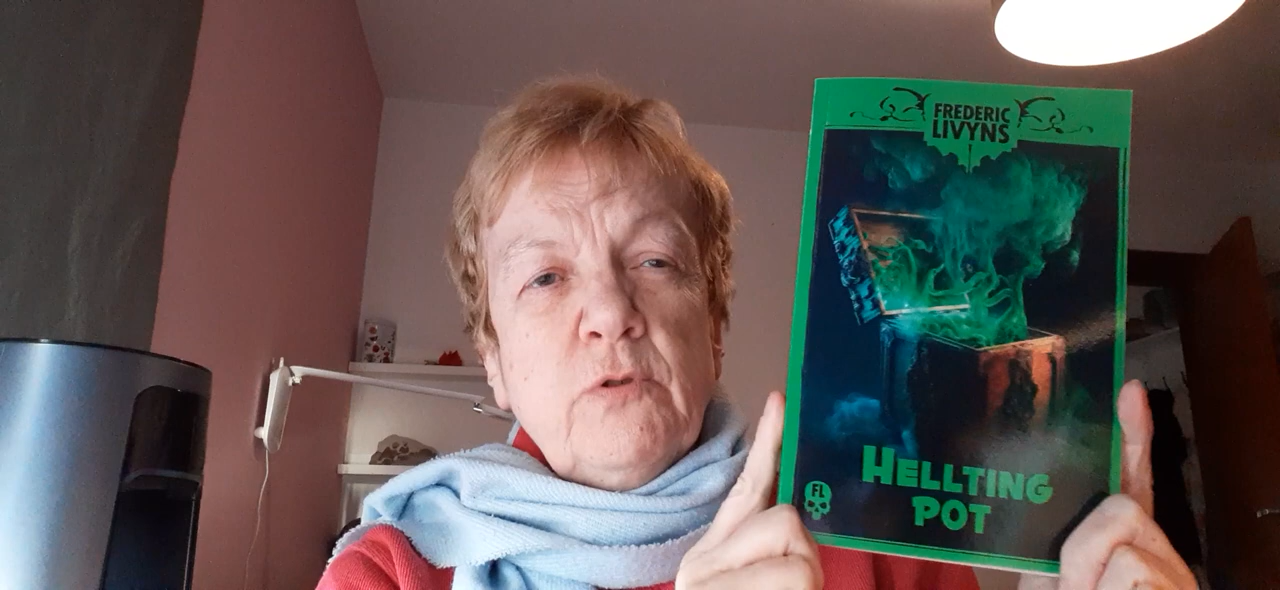 FREDERIC
LIVYNS
HELLTING
POT
FL